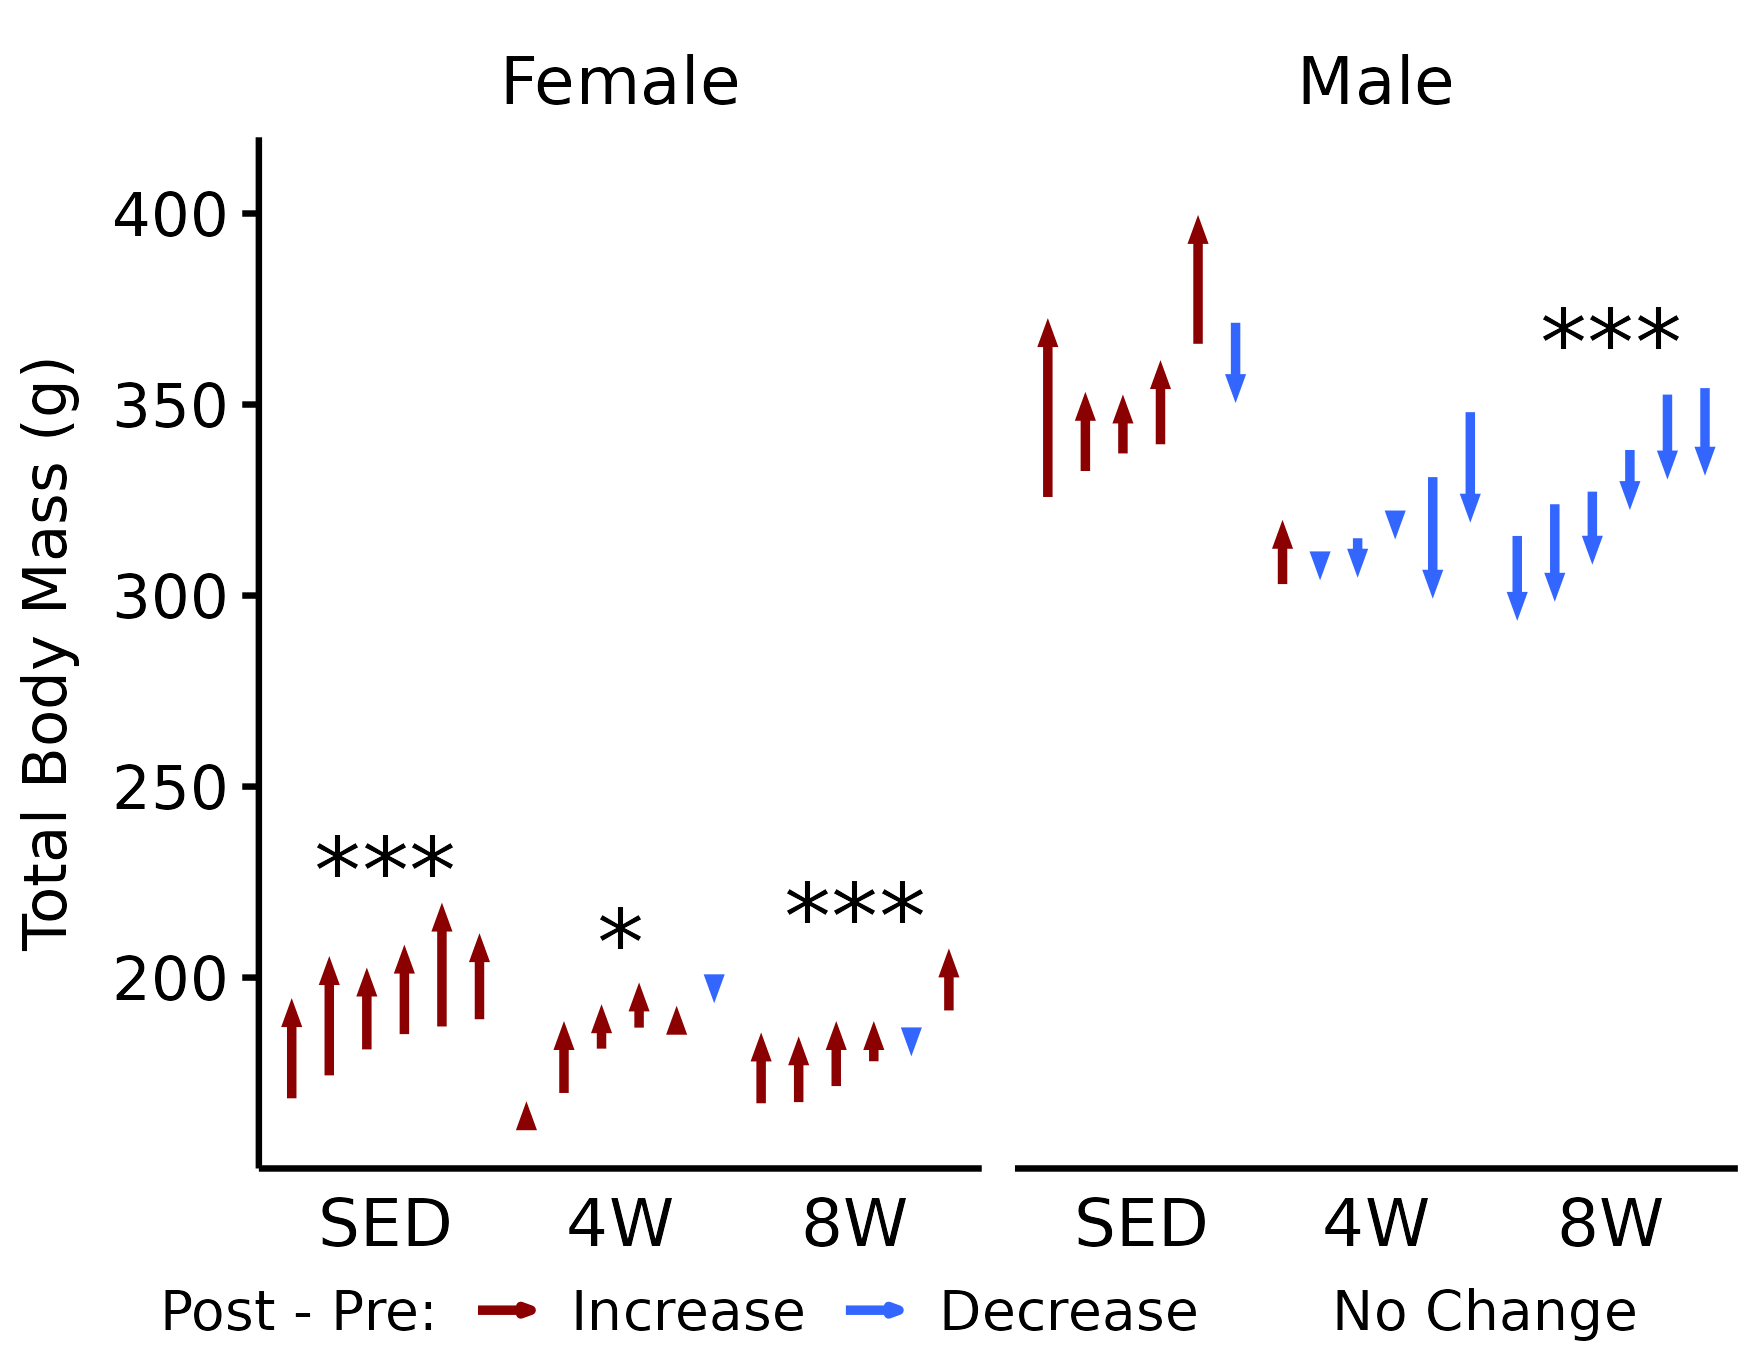 Female Male
400
350
300
250
200
Total Body Mass (g)
***
*
***
***
SED 4W 8W SED 4W 8W
Post - Pre: Increase Decrease No Change